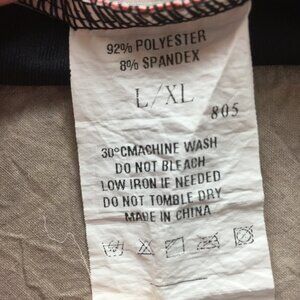 92% POLYESTER
8% SPANDEX
L/XL
805
30°CMACHINE WASH
DO NOT BLEACH
LOW IRON IF NEEDED
DO NOT TUMBLE DRY
MADE IN CHINA